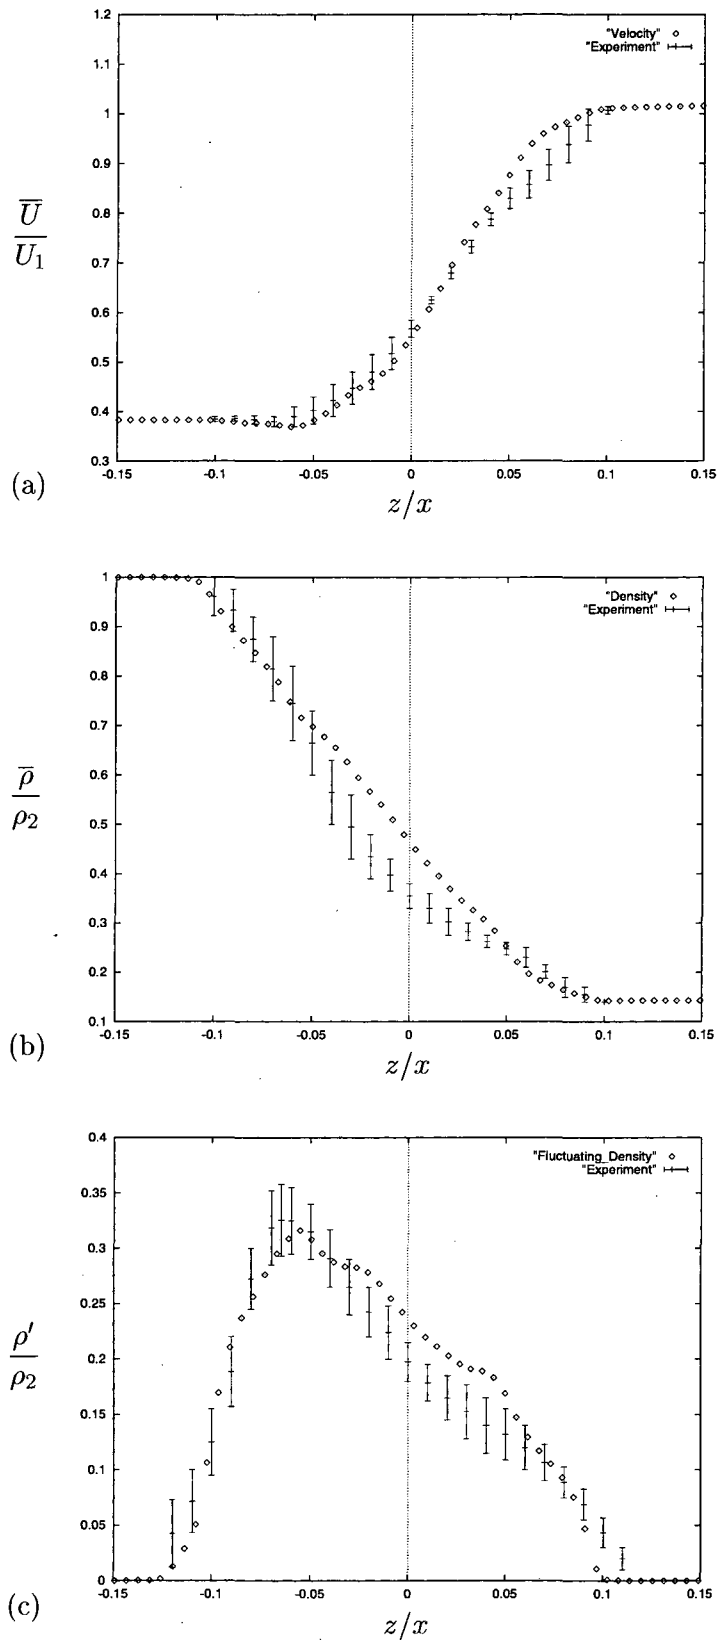 1.2
"Velocity"
"Experiment"
1.1
1
0.9
0.8
U
U1
0.7
0.6
0.5
0.4
0.3
-0.15
-0.1
-0.05
0
0.05
0.1
0.15
(a)
z/x
1
"Density"
"Experiment"
0.9
0.8
0.7
0.6
ρ
ρ2
0.5
0.4
0.3
0.2
0.1
-0.15
-0.1
-0.05
0
0.05
0.1
0.15
(b)
z/x
0.4
"Fluctuating_Density"
"Experiment"
0.35
0.3
0.25
ρ′
ρ2
0.2
0.15
0.1
0.05
0
-0.15
-0.1
-0.05
0
0.05
0.1
0.15
(c)
z/x